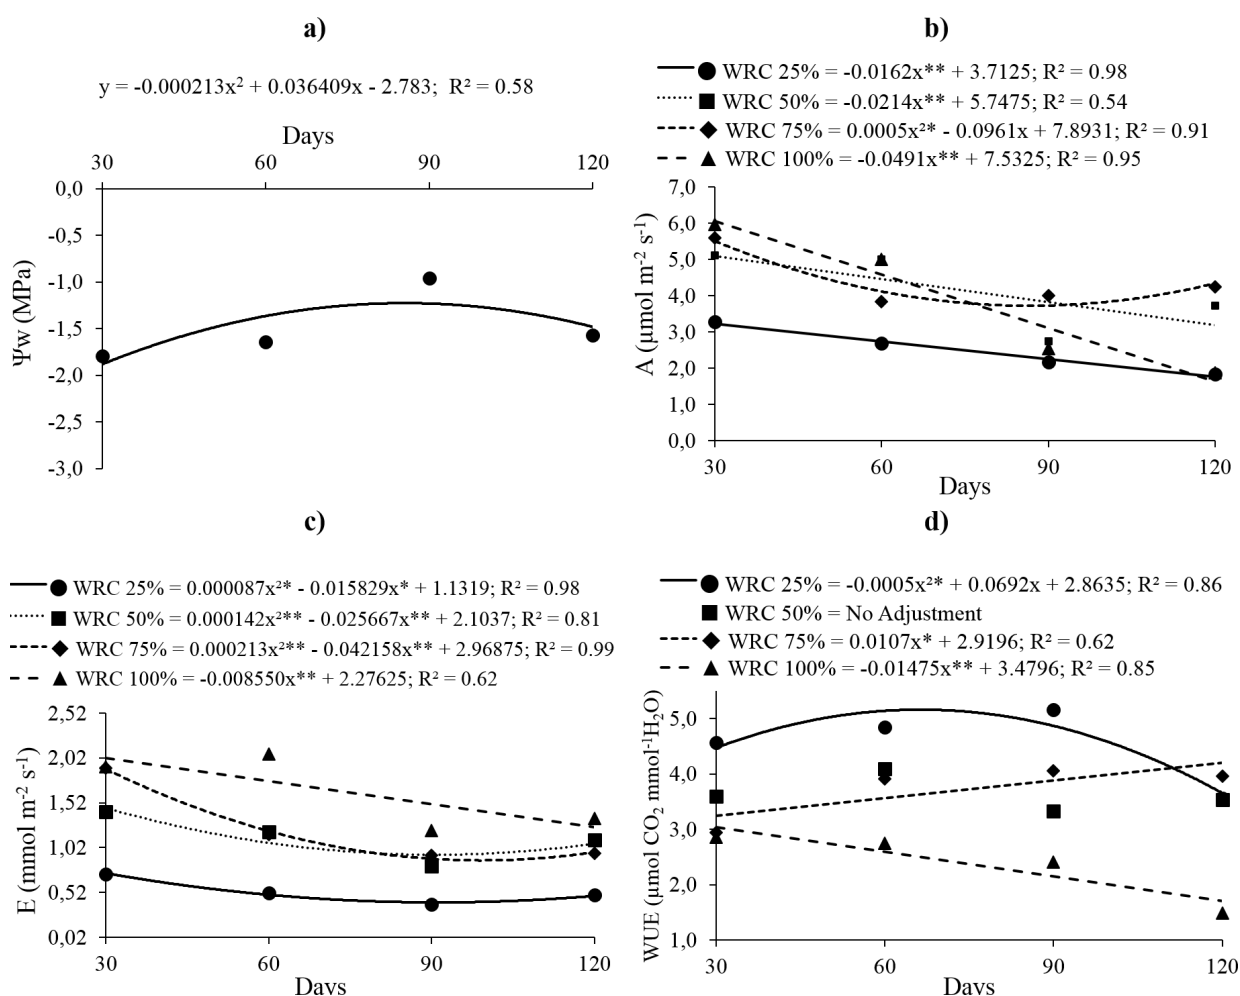 a)
y = -0.000213x² + 0.036409x - 2.783; R² = 0.58
Days
30 60 90 120
0,0
-0,5
-1,0
-1,5
-2,0
-2,5
-3,0
Ψw (MPa)
b)
WRC 25% = -0.0162x** + 3.7125; R² = 0.98
WRC 50% = -0.0214x** + 5.7475; R² = 0.54
WRC 75% = 0.0005x²* - 0.0961x + 7.8931; R² = 0.91
WRC 100% = -0.0491x** + 7.5325; R² = 0.95
7,0
6,0
5,0
4,0
3,0
2,0
1,0
0,0
A (µmol m⁻² s⁻¹)
30 60 90 120
Days
c)
WRC 25% = 0.000087x²* - 0.015829x* + 1.1319; R² = 0.98
WRC 50% = 0.000142x²** - 0.025667x** + 2.1037; R² = 0.81
WRC 75% = 0.000213x²** - 0.042158x** + 2.96875; R² = 0.99
WRC 100% = -0.008550x** + 2.27625; R² = 0.62
2,52
2,02
1,52
1,02
0,52
0,02
E (mmol m⁻² s⁻¹)
30 60 90 120
Days
d)
WRC 25% = -0.0005x²* + 0.0692x + 2.8635; R² = 0.86
WRC 50% = No Adjustment
WRC 75% = 0.0107x* + 2.9196; R² = 0.62
WRC 100% = -0.01475x** + 3.4796; R² = 0.85
5,0
4,0
3,0
2,0
1,0
WUE (µmol CO₂ mmol⁻¹H₂O)
30 60 90 120
Days